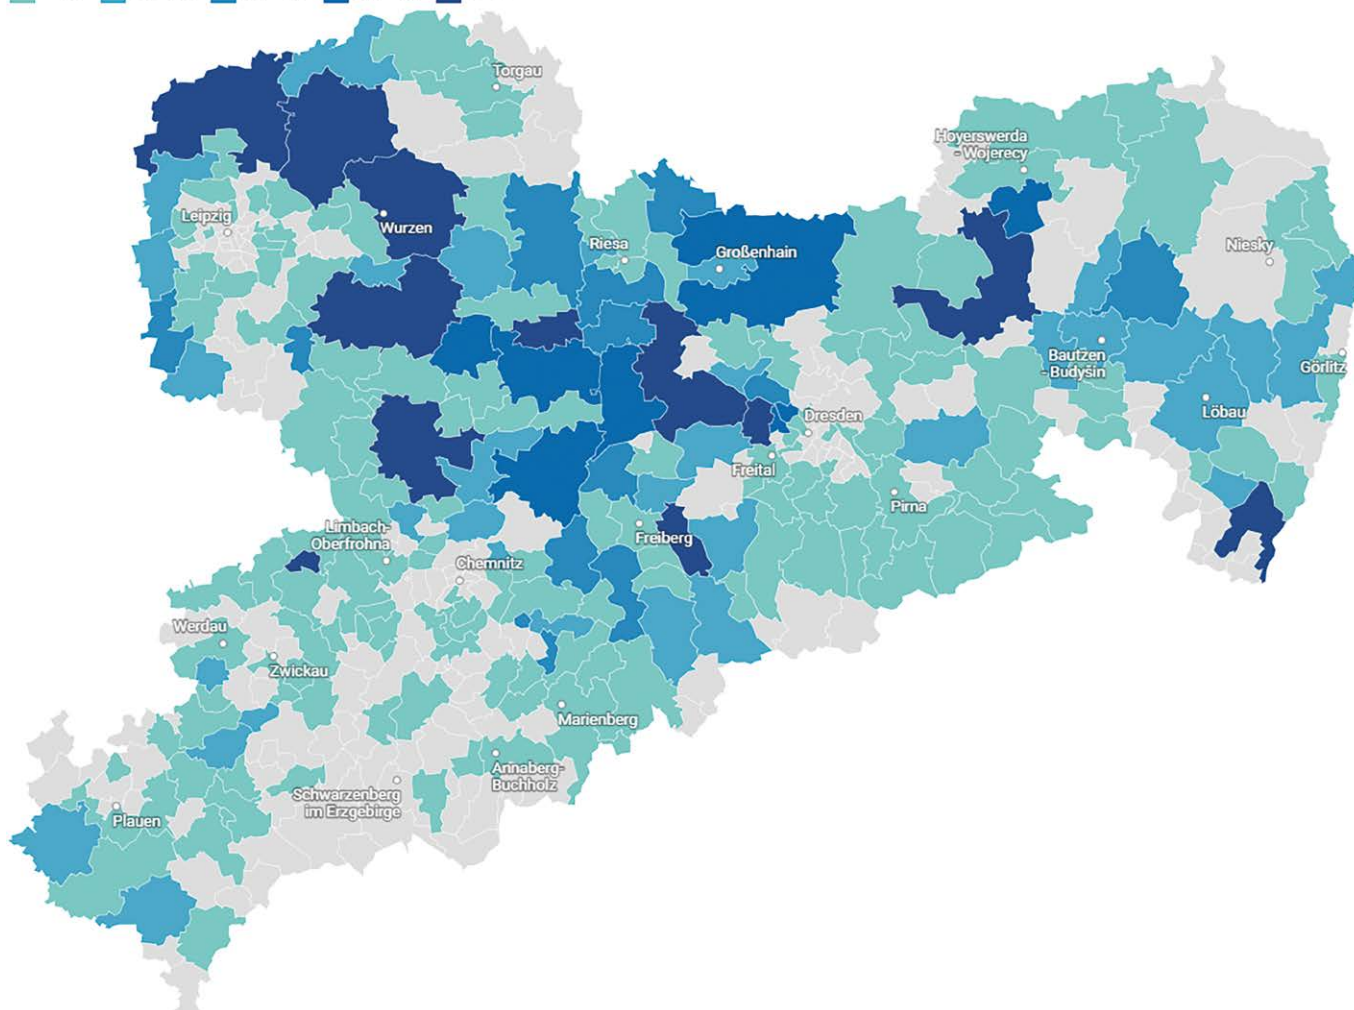 Torgau
Hoyerswerda
- Wojerecy
Leipzig
Wurzen
Riesa
Großenhain
Niesky
Bautzen
- Budyšin
Görlitz
Löbau
Dresden
Freital
Pirna
Limbach-
Oberfrohna
Freiberg
Chemnitz
Werdau
Zwickau
Marienberg
Annaberg-
Buchholz
Schwarzenberg
im Erzgebirge
Plauen